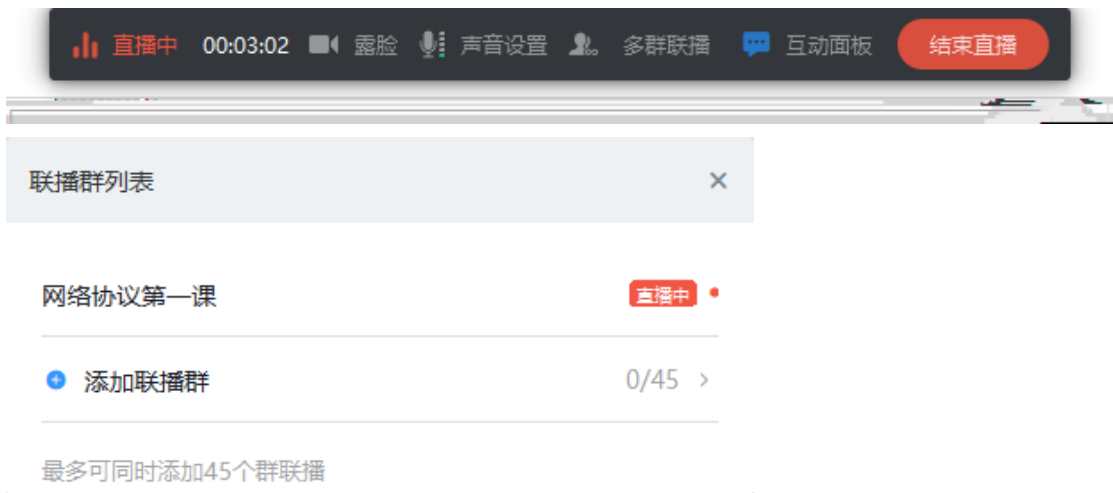 直播中 00:03:02 露脸 声音设置 多群联播 互动面板 结束直播
联播群列表
网络协议第一课 直播中
添加联播群 0/45
最多可同时添加45个群联播